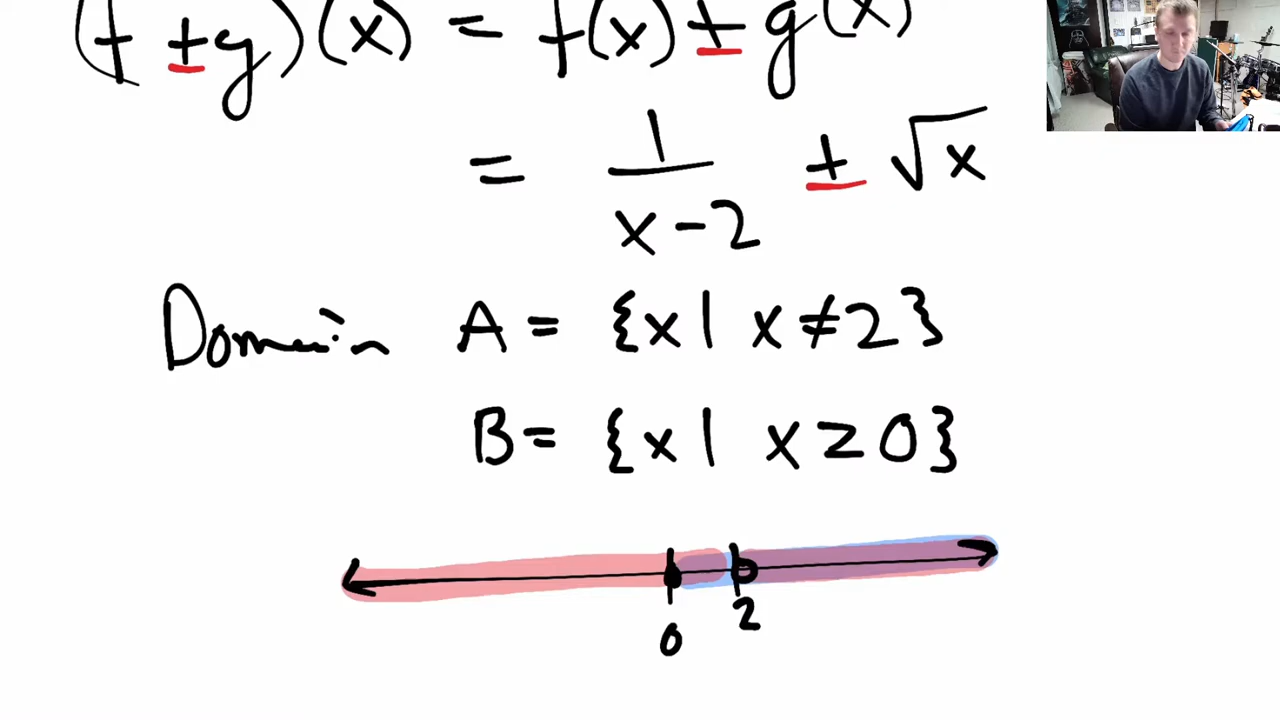 (f ± g)(x) = f(x) ± g(x)
= 1/(x-2) ± √x
Domain A = {x | x ≠ 2}
B = {x | x ≥ 0}
0 2